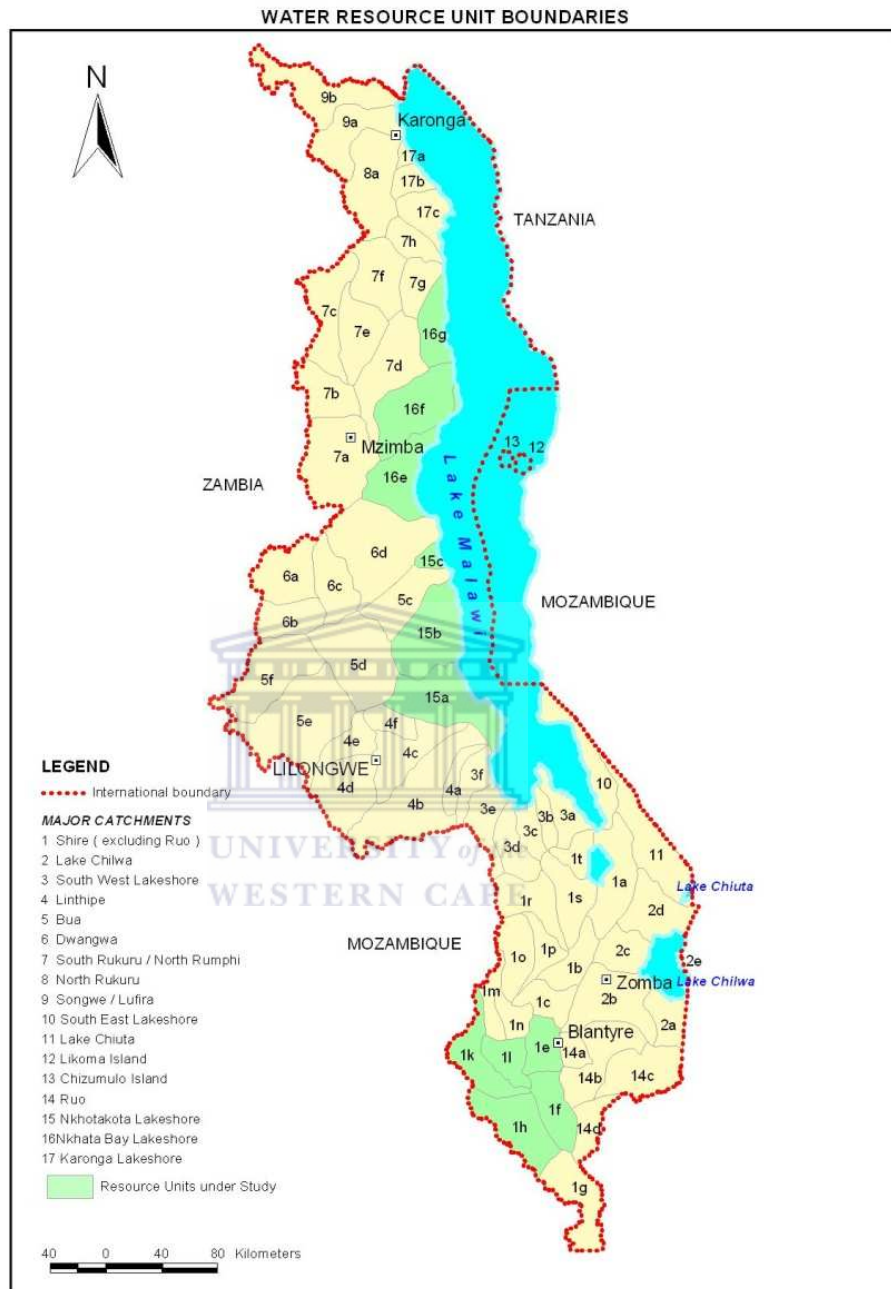 WATER RESOURCE UNIT BOUNDARIES
N
9b
9a
Karonga
8a
17a
17b
17c
TANZANIA
7h
7f
7g
7c
7e
16g
7d
7b
16f
13
12
Mzimba
7a
16e
ZAMBIA
Lake Malawi
6d
15c
6a
6c
5c
MOZAMBIQUE
6b
15b
5d
5f
15a
5e
4f
4e
4c
LILONGWE
3f
4d
4a
4b
3e
10
3b
3a
3c
3d
1t
11
1a
Lake Chiuta
1r
1s
2d
MOZAMBIQUE
1o
1p
2c
2e
1b
Zomba
Lake Chilwa
1m
1c
2b
1n
2a
Blantyre
1k
1l
1e
14a
14b
14c
1f
1h
14d
1g
LEGEND
International boundary
MAJOR CATCHMENTS
1 Shire ( excluding Ruo )
2 Lake Chilwa
3 South West Lakeshore
4 Linthipe
5 Bua
6 Dwangwa
7 South Rukuru / North Rumphi
8 North Rukuru
9 Songwe / Lufira
10 South East Lakeshore
11 Lake Chiuta
12 Likoma Island
13 Chizumulo Island
14 Ruo
15 Nkhotakota Lakeshore
16Nkhata Bay Lakeshore
17 Karonga Lakeshore
Resource Units under Study
40 0 40 80 Kilometers
UNIVERSITY of the
WESTERN CAPE